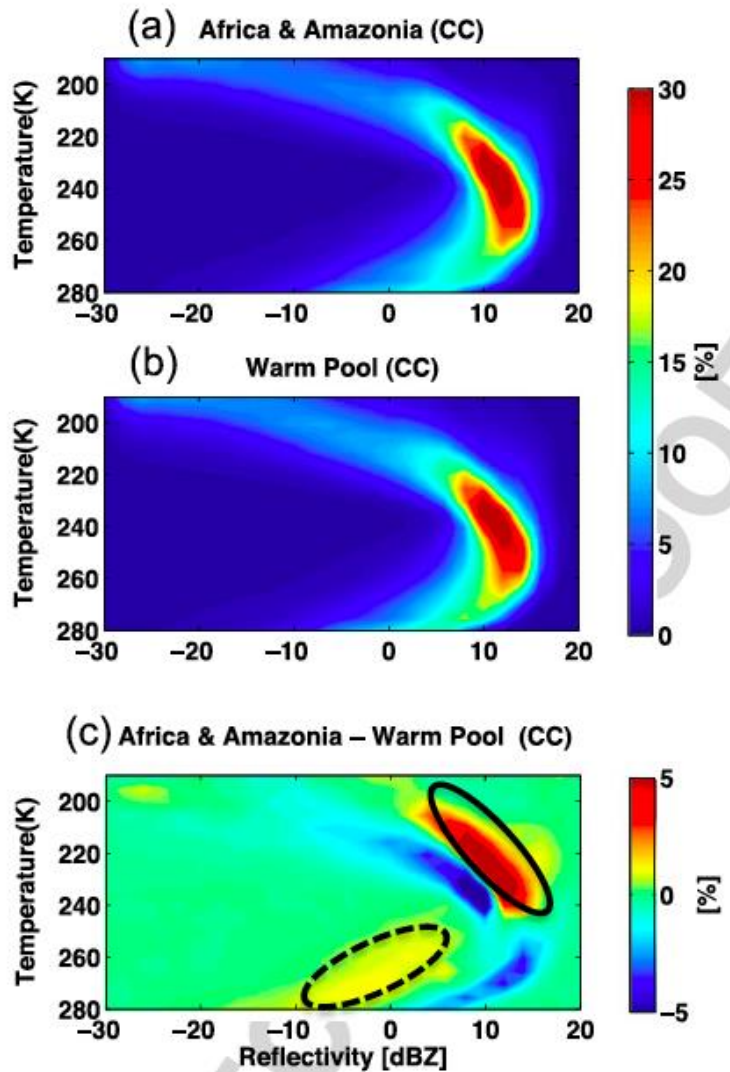 (a) Africa & Amazonia (CC)
Temperature(K)
200
220
240
260
280
−30 −20 −10 0 10 20
(b) Warm Pool (CC)
Temperature(K)
200
220
240
260
280
−30 −20 −10 0 10 20
30
25
20
15
10
5
0
[%]
(c) Africa & Amazonia − Warm Pool (CC)
Temperature(K)
200
220
240
260
280
−30 −20 −10 0 10 20
Reflectivity [dBZ]
5
0
−5
[%]